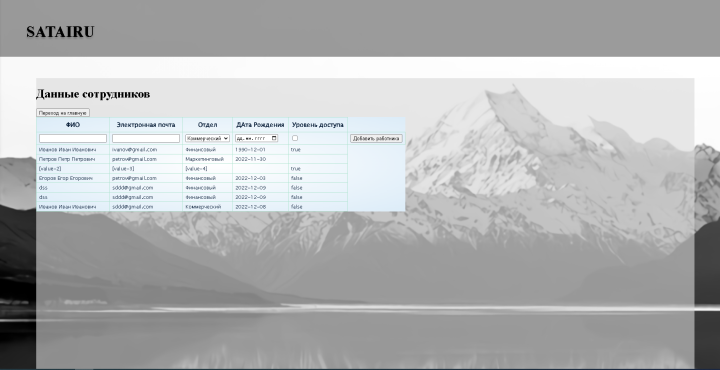 SATAIRU
Данные сотрудников
Переход на главную
ФИО Электронная почта Отдел ДАта Рождения Уровень доступа
Коммерческий дд.мм.гггг Добавить работника
Иванов Иван Иванович ivanov@gmail.com Финансовый 1990-12-01 true
Петров Петр Петрович petrov@gmail.com Маркетинговый 2022-11-30
[value-2] [value-3] [value-4] true
Егоров Егор Егорович petrov@gmail.com Финансовый 2022-12-03 false
dss sddd@gmail.com Финансовый 2022-12-09 false
dss sddd@gmail.com Финансовый 2022-12-09 false
Иванов Иван Иванович sddd@gmail.com Коммерческий 2022-12-08 false